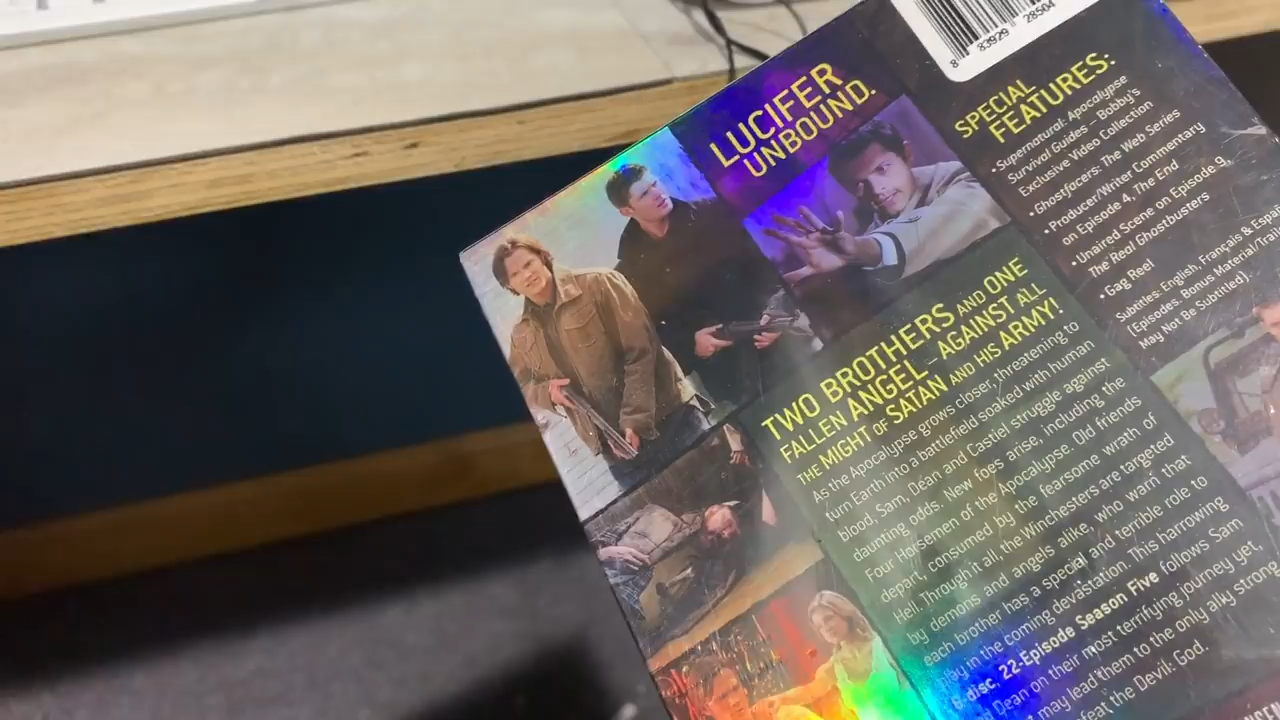 LUCIFER
UNBOUND.
TWO BROTHERS AND ONE
FALLEN ANGEL – AGAINST ALL
THE MIGHT OF SATAN AND HIS ARMY!
As the Apocalypse grows closer, threatening to
turn Earth into a battlefield soaked with human
blood, Sam, Dean and Castiel struggle against
daunting odds. New foes arise, including the
Four Horsemen of the Apocalypse. Old friends
depart, consumed by the fearsome wrath of
Hell. Through it all, the Winchesters are targeted
by demons and angels alike, who warn that
each brother has a special and terrible role to
play in the coming devastation. This harrowing
6-disc, 22-Episode Season Five follows Sam
and Dean on their most terrifying journey yet,
may lead them to the only ally strong
the Devil: God.
8 83929 28504
SPECIAL
FEATURES:
• Supernatural: Apocalypse
Survival Guides – Bobby's
Exclusive Video Collection
• Ghostfacers: The Web Series
• Producer/Writer Commentary
on Episode 4, The End
• Unaired Scene on Episode 9,
The Real Ghostbusters
• Gag Reel
Subtitles: English, Français &
(Episodes. Bonus Material
May Not Be Subtitled).